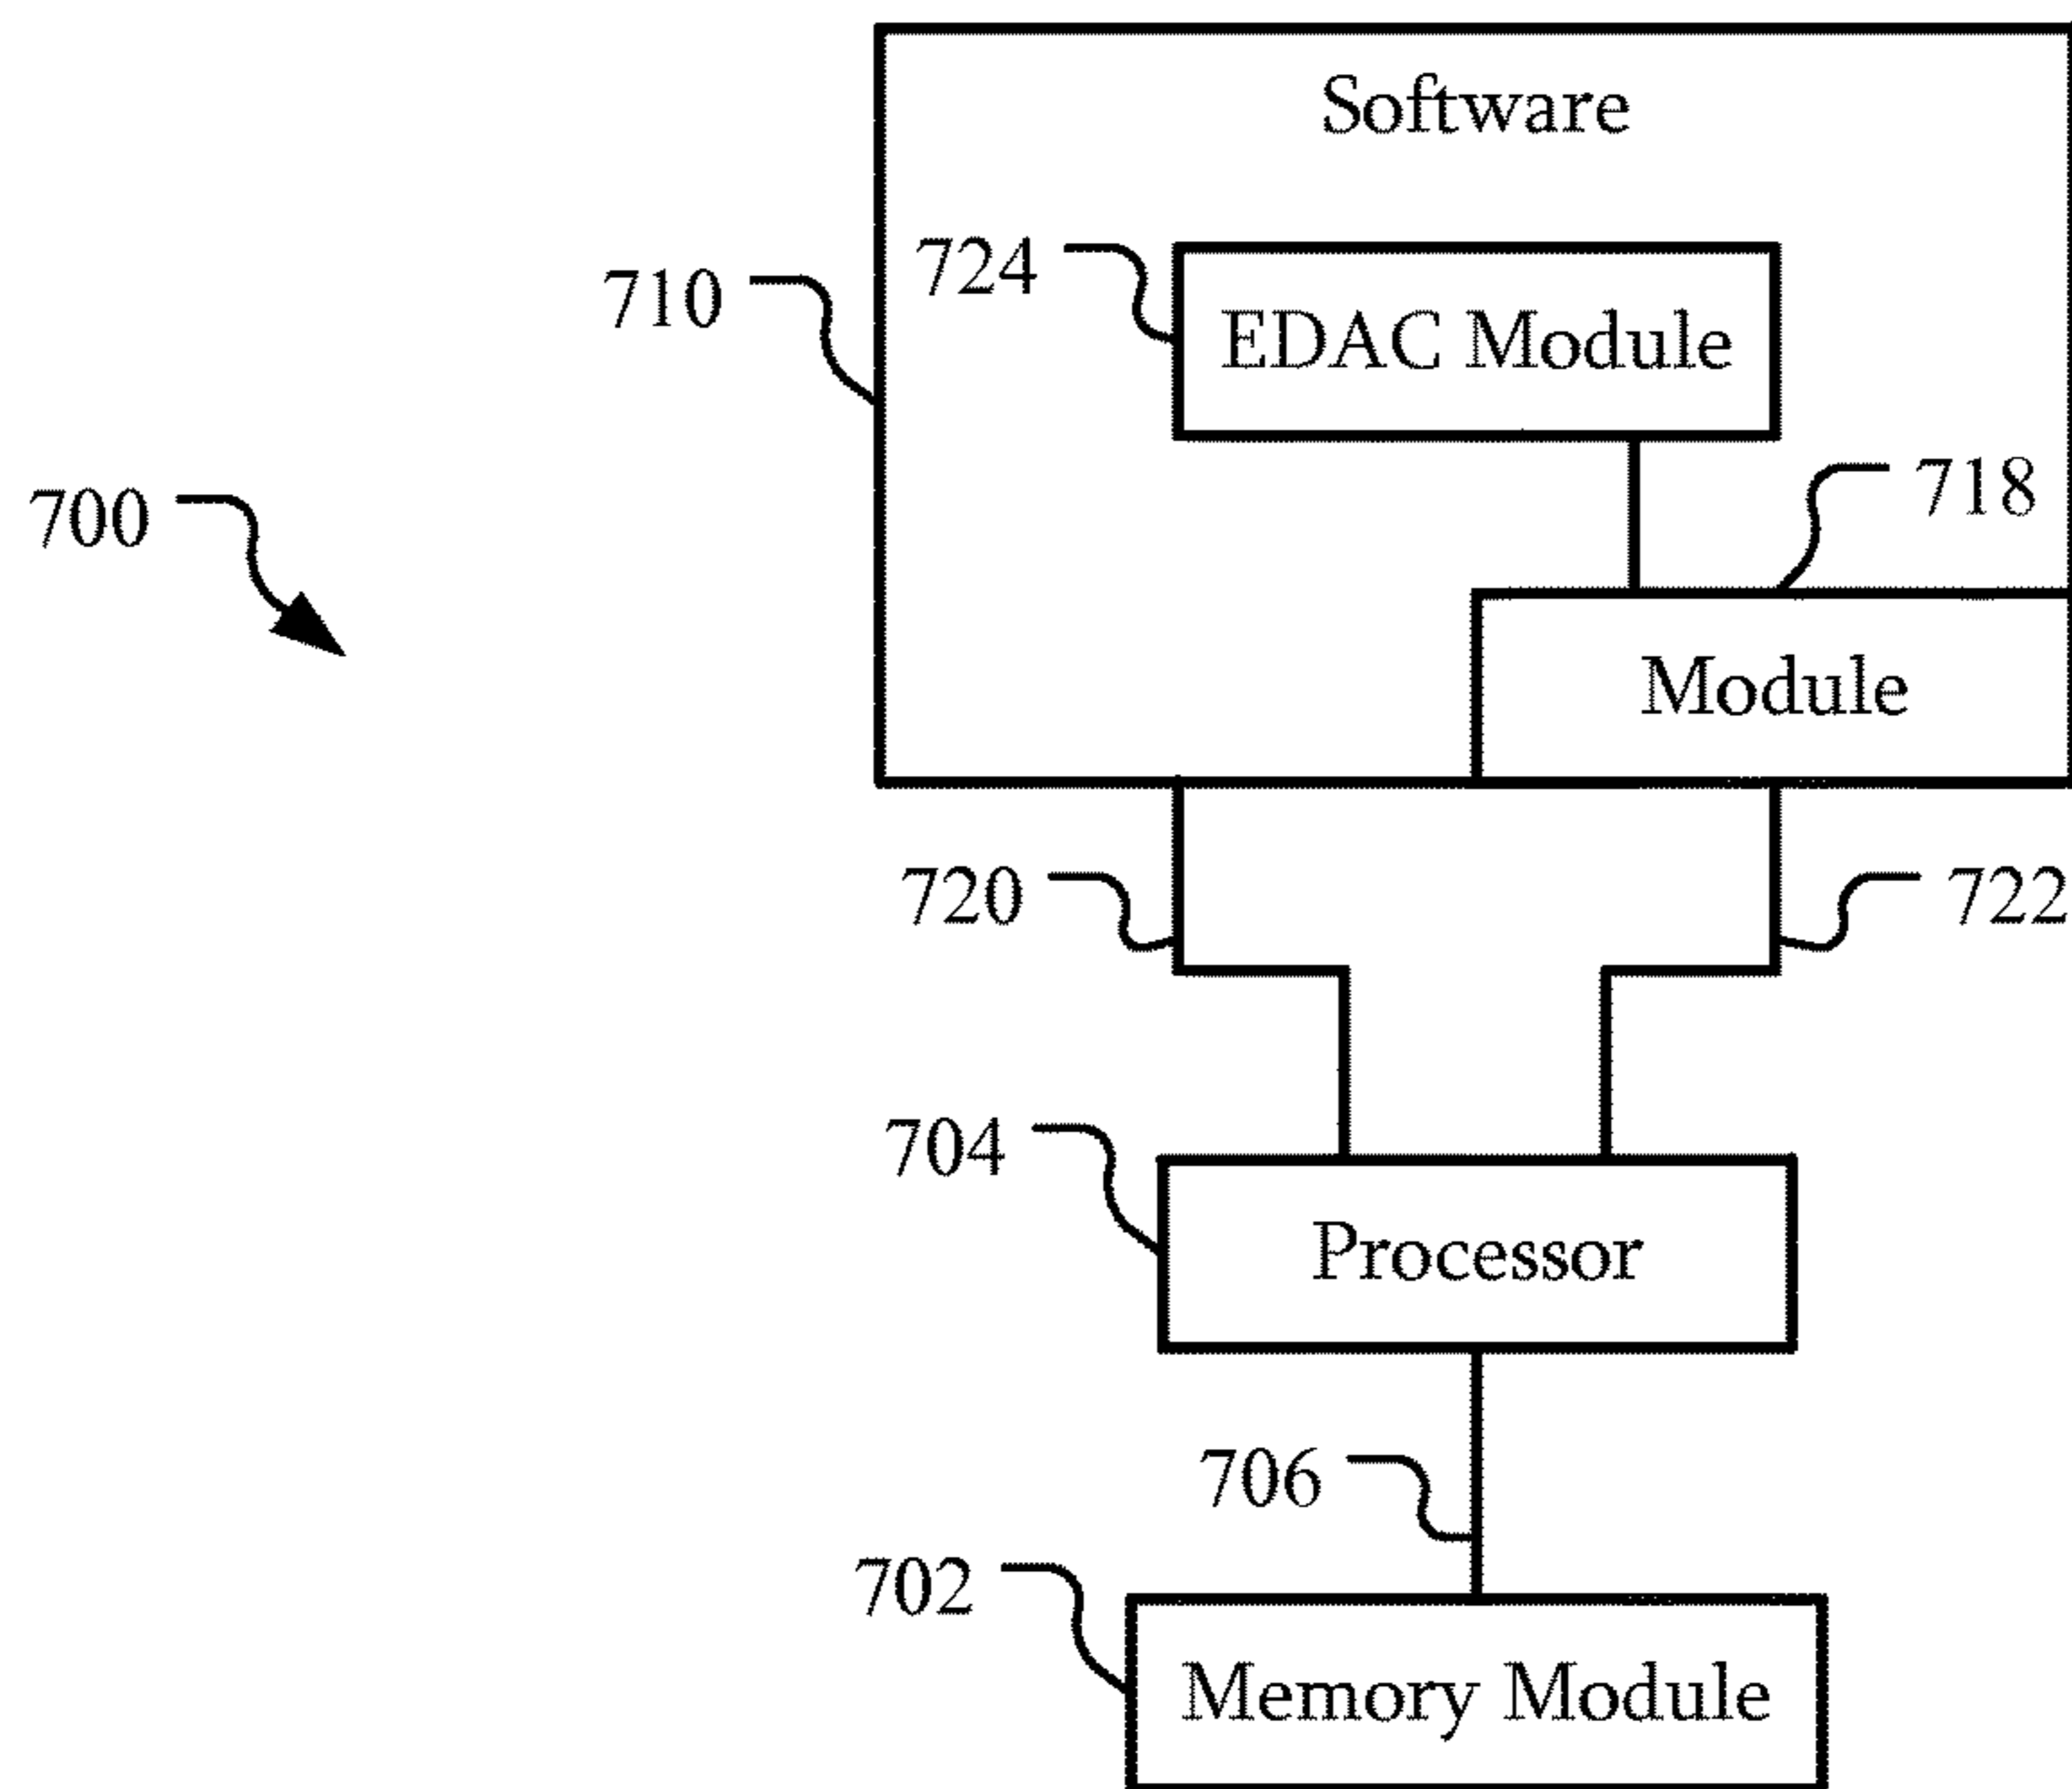 Software
724
710
EDAC Module
718
700
Module
720
722
704
Processor
706
702
Memory Module